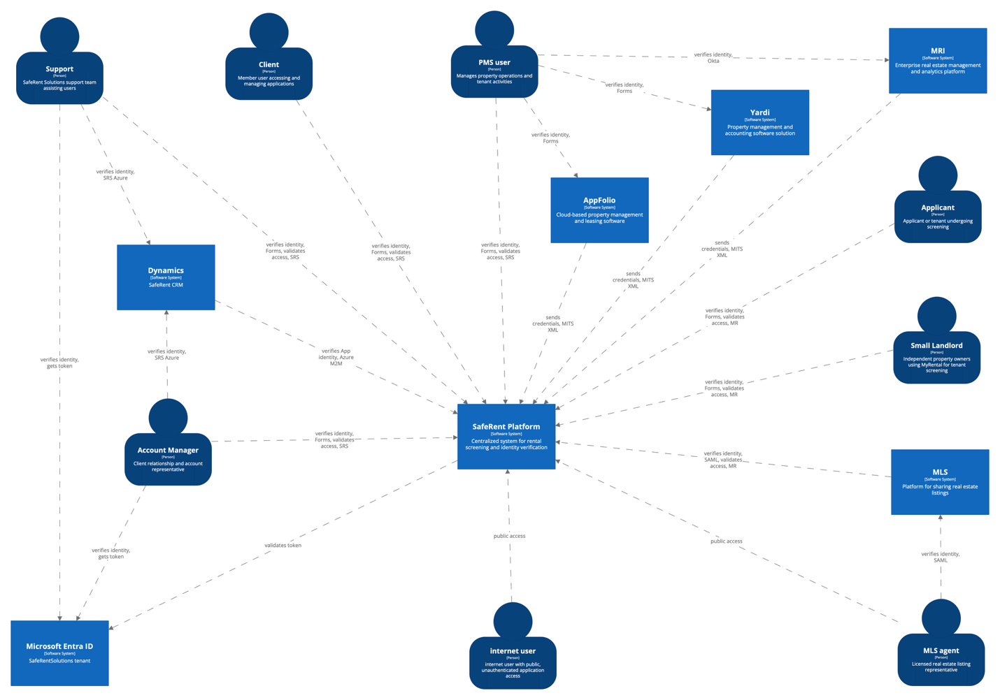 Support
[Person]
SafeRent Solutions support team
assisting users
Client
[Person]
Member user accessing and
managing applications
PMS user
[Person]
Manages property operations and
tenant activities
verifies identity,
Okta
MRI
[Software System]
Enterprise real estate management
and analytics platform
verifies identity,
Forms
Yardi
[Software System]
Property management and
accounting software solution
verifies identity,
Forms
verifies identity,
SRS Azure
AppFolio
[Software System]
Cloud-based property management
and leasing software
Applicant
[Person]
Applicant or tenant undergoing
screening
Dynamics
[Software System]
SafeRent CRM
verifies identity,
Forms, validates
access, SRS
verifies identity,
Forms, validates
access, SRS
verifies identity,
Forms, validates
access, SRS
sends
credentials, MITS
XML
sends
credentials, MITS
XML
sends
credentials, MITS
XML
verifies identity,
Forms, validates
access, MR
verifies identity,
gets token
verifies identity,
SRS Azure
verifies App
identity, Azure
M2M
Small Landlord
[Person]
Independent property owners
using MyRental for tenant
screening
verifies identity,
Forms, validates
access, MR
Account Manager
[Person]
Client relationship and account
representative
verifies identity,
Forms, validates
access, SRS
SafeRent Platform
[Software System]
Centralized system for rental
screening and identity verification
verifies identity,
SAML, validates
access, MR
MLS
[Software System]
Platform for sharing real estate
listings
verifies identity,
gets token
validates token
public access
public access
verifies identity,
SAML
Microsoft Entra ID
[Software System]
SafeRentSolutions tenant
internet user
[Person]
internet user with public,
unauthenticated application
access
MLS agent
[Person]
Licensed real estate listing
representative